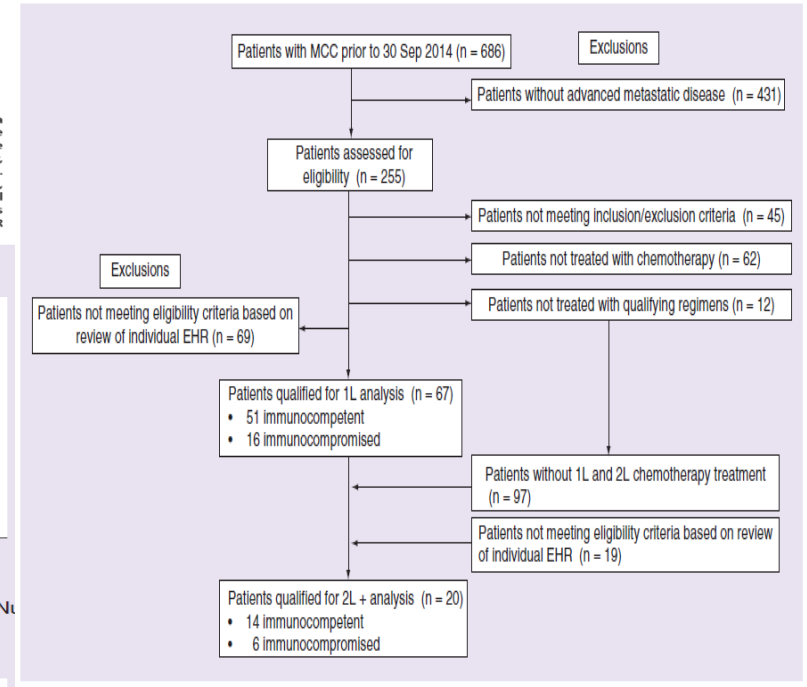 Patients with MCC prior to 30 Sep 2014 (n = 686)
Exclusions
Patients without advanced metastatic disease (n = 431)
Patients assessed for
eligibility (n = 255)
Patients not meeting inclusion/exclusion criteria (n = 45)
Patients not treated with chemotherapy (n = 62)
Exclusions
Patients not treated with qualifying regimens (n = 12)
Patients not meeting eligibility criteria based on
review of individual EHR (n = 69)
Patients qualified for 1L analysis (n = 67)
• 51 immunocompetent
• 16 immunocompromised
Patients without 1L and 2L chemotherapy treatment
(n = 97)
Patients not meeting eligibility criteria based on review
of individual EHR (n = 19)
Patients qualified for 2L + analysis (n = 20)
• 14 immunocompetent
• 6 immunocompromised